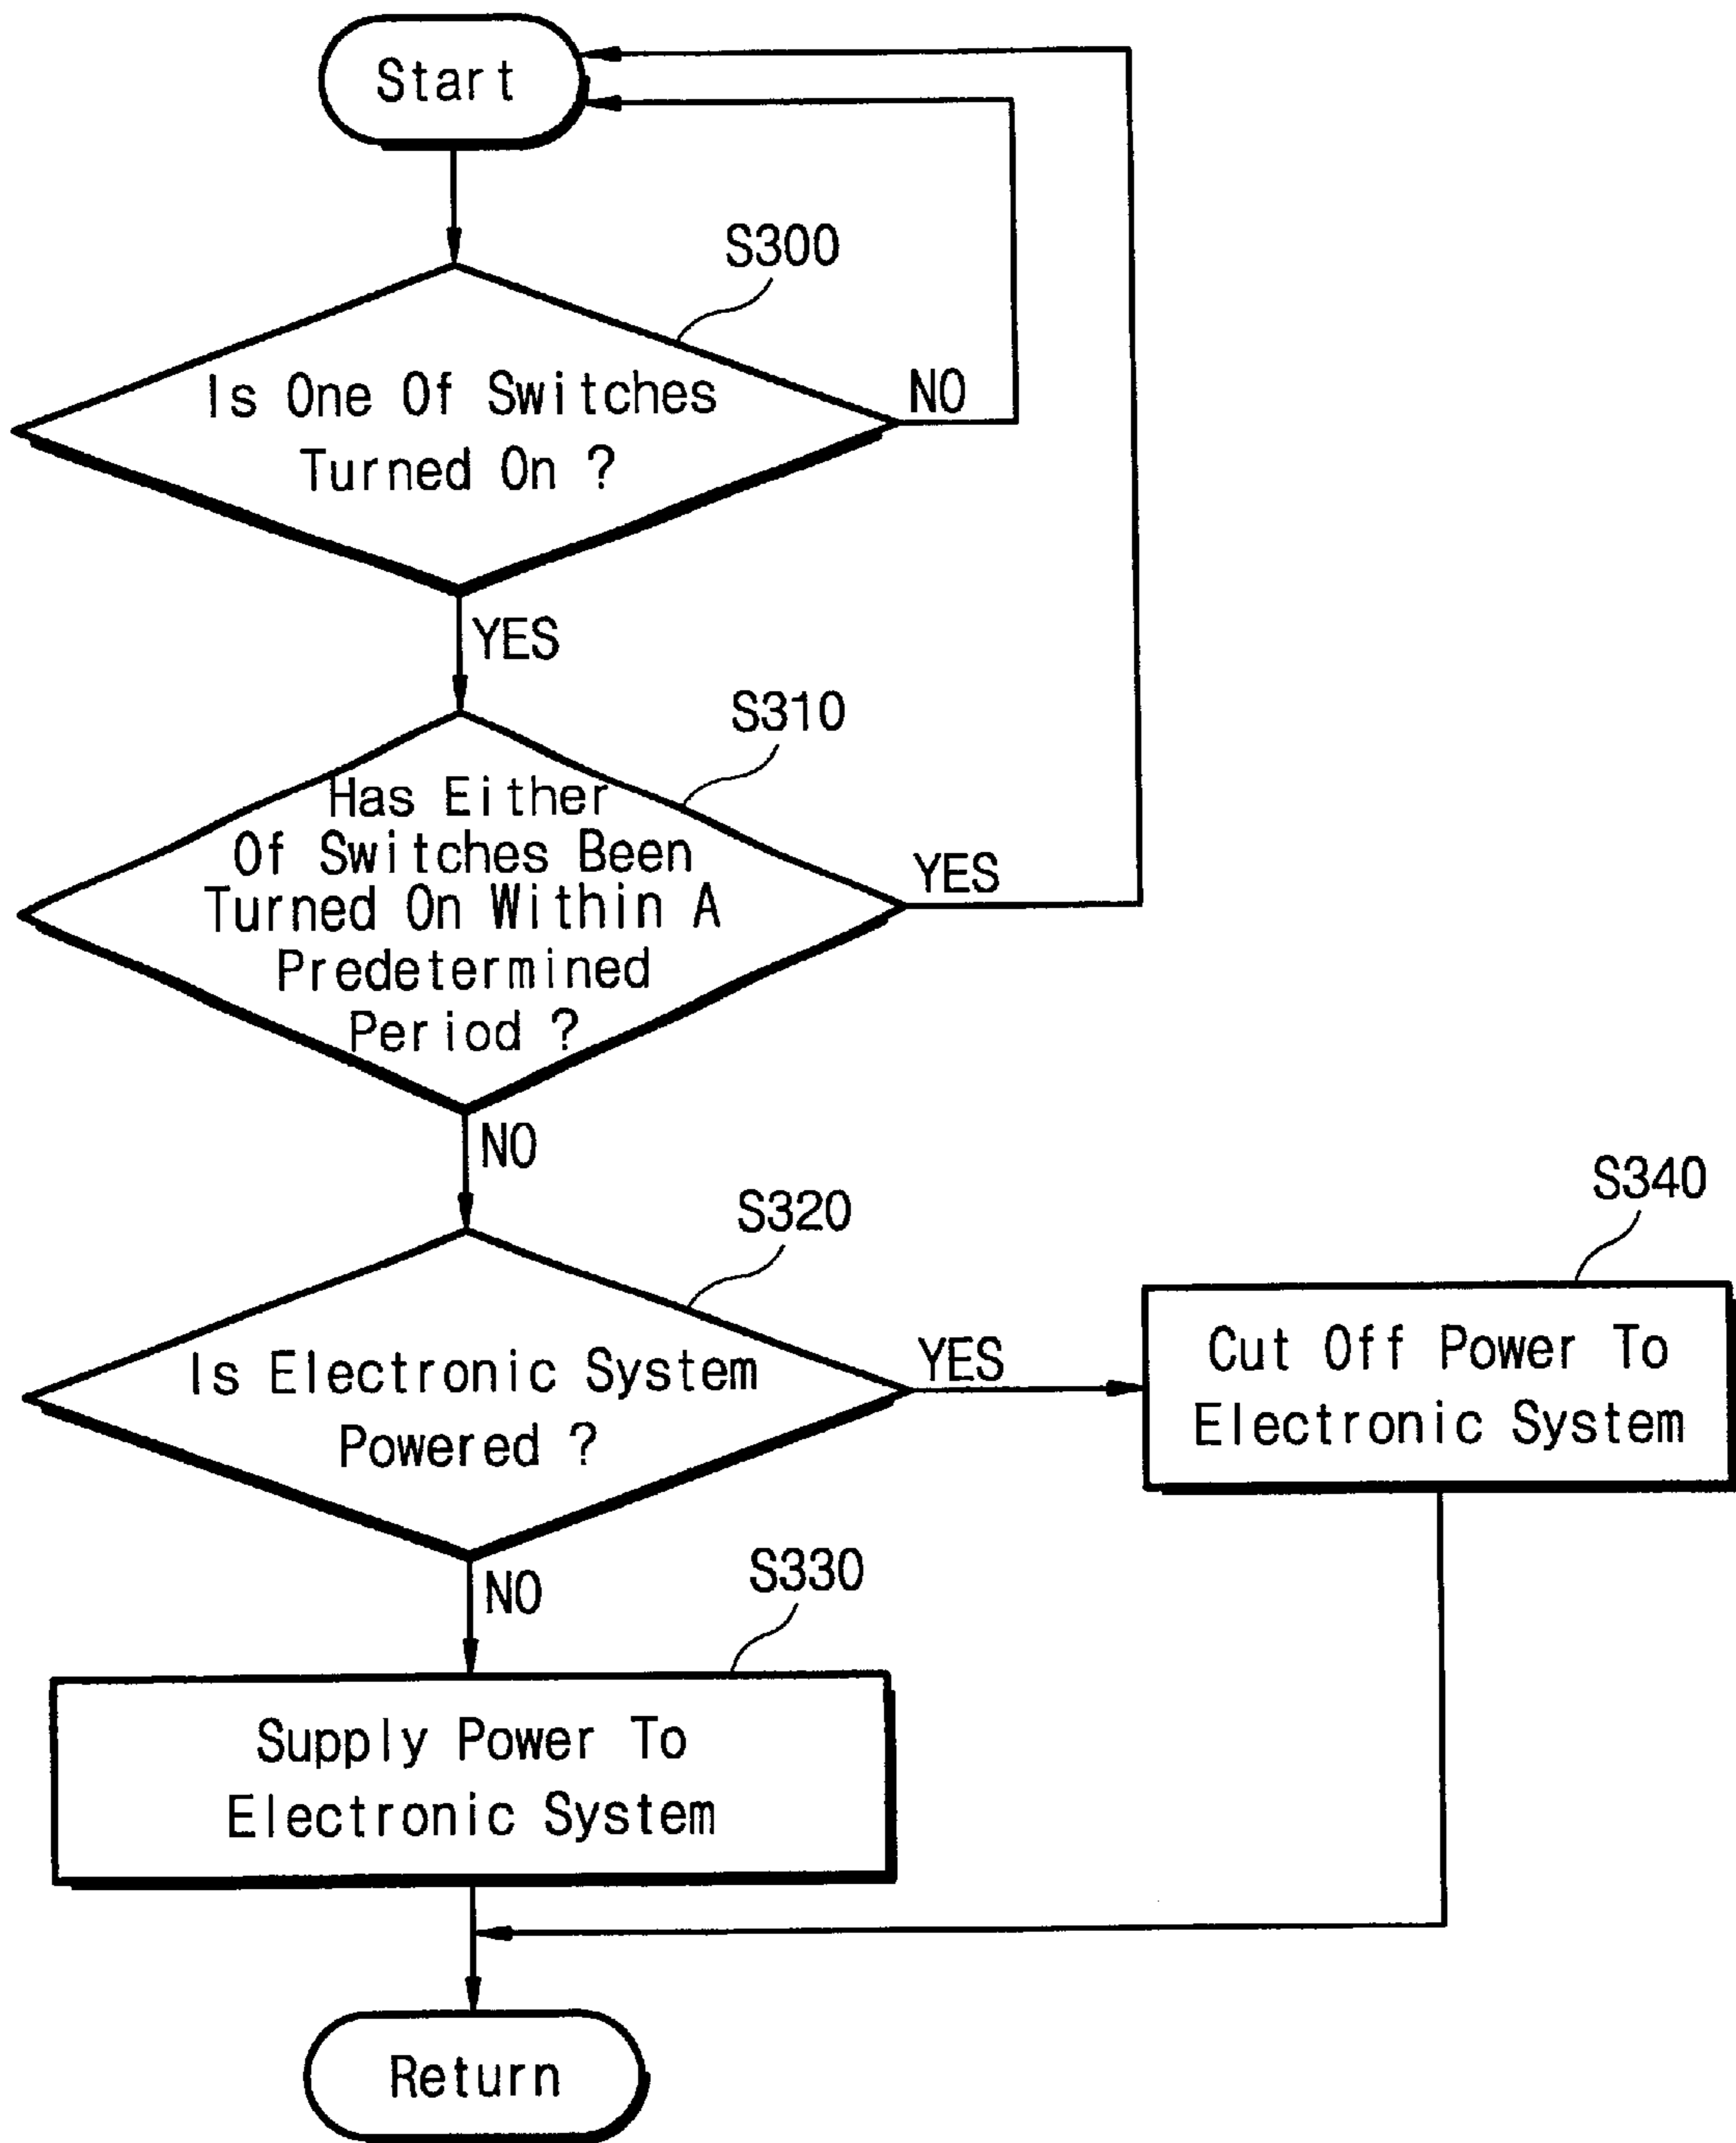 Start
S300
Is One Of Switches
Turned On ?
NO
YES
S310
Has Either
Of Switches Been
Turned On Within A
Predetermined
Period ?
YES
NO
S320
Is Electronic System
Powered ?
YES
S340
Cut Off Power To
Electronic System
NO
S330
Supply Power To
Electronic System
Return